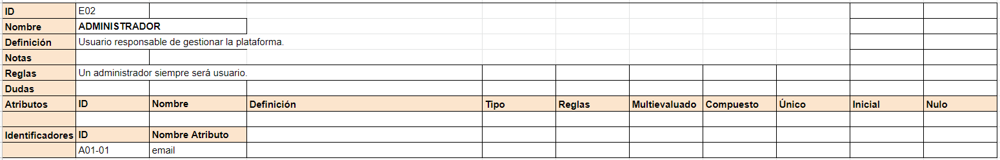 ID E02
Nombre ADMINISTRADOR
Definición Usuario responsable de gestionar la plataforma.
Notas
Reglas Un administrador siempre será usuario.
Dudas
Atributos ID Nombre Definición Tipo Reglas Multievaluado Compuesto Único Inicial Nulo
Identificadores ID Nombre Atributo
A01-01 email